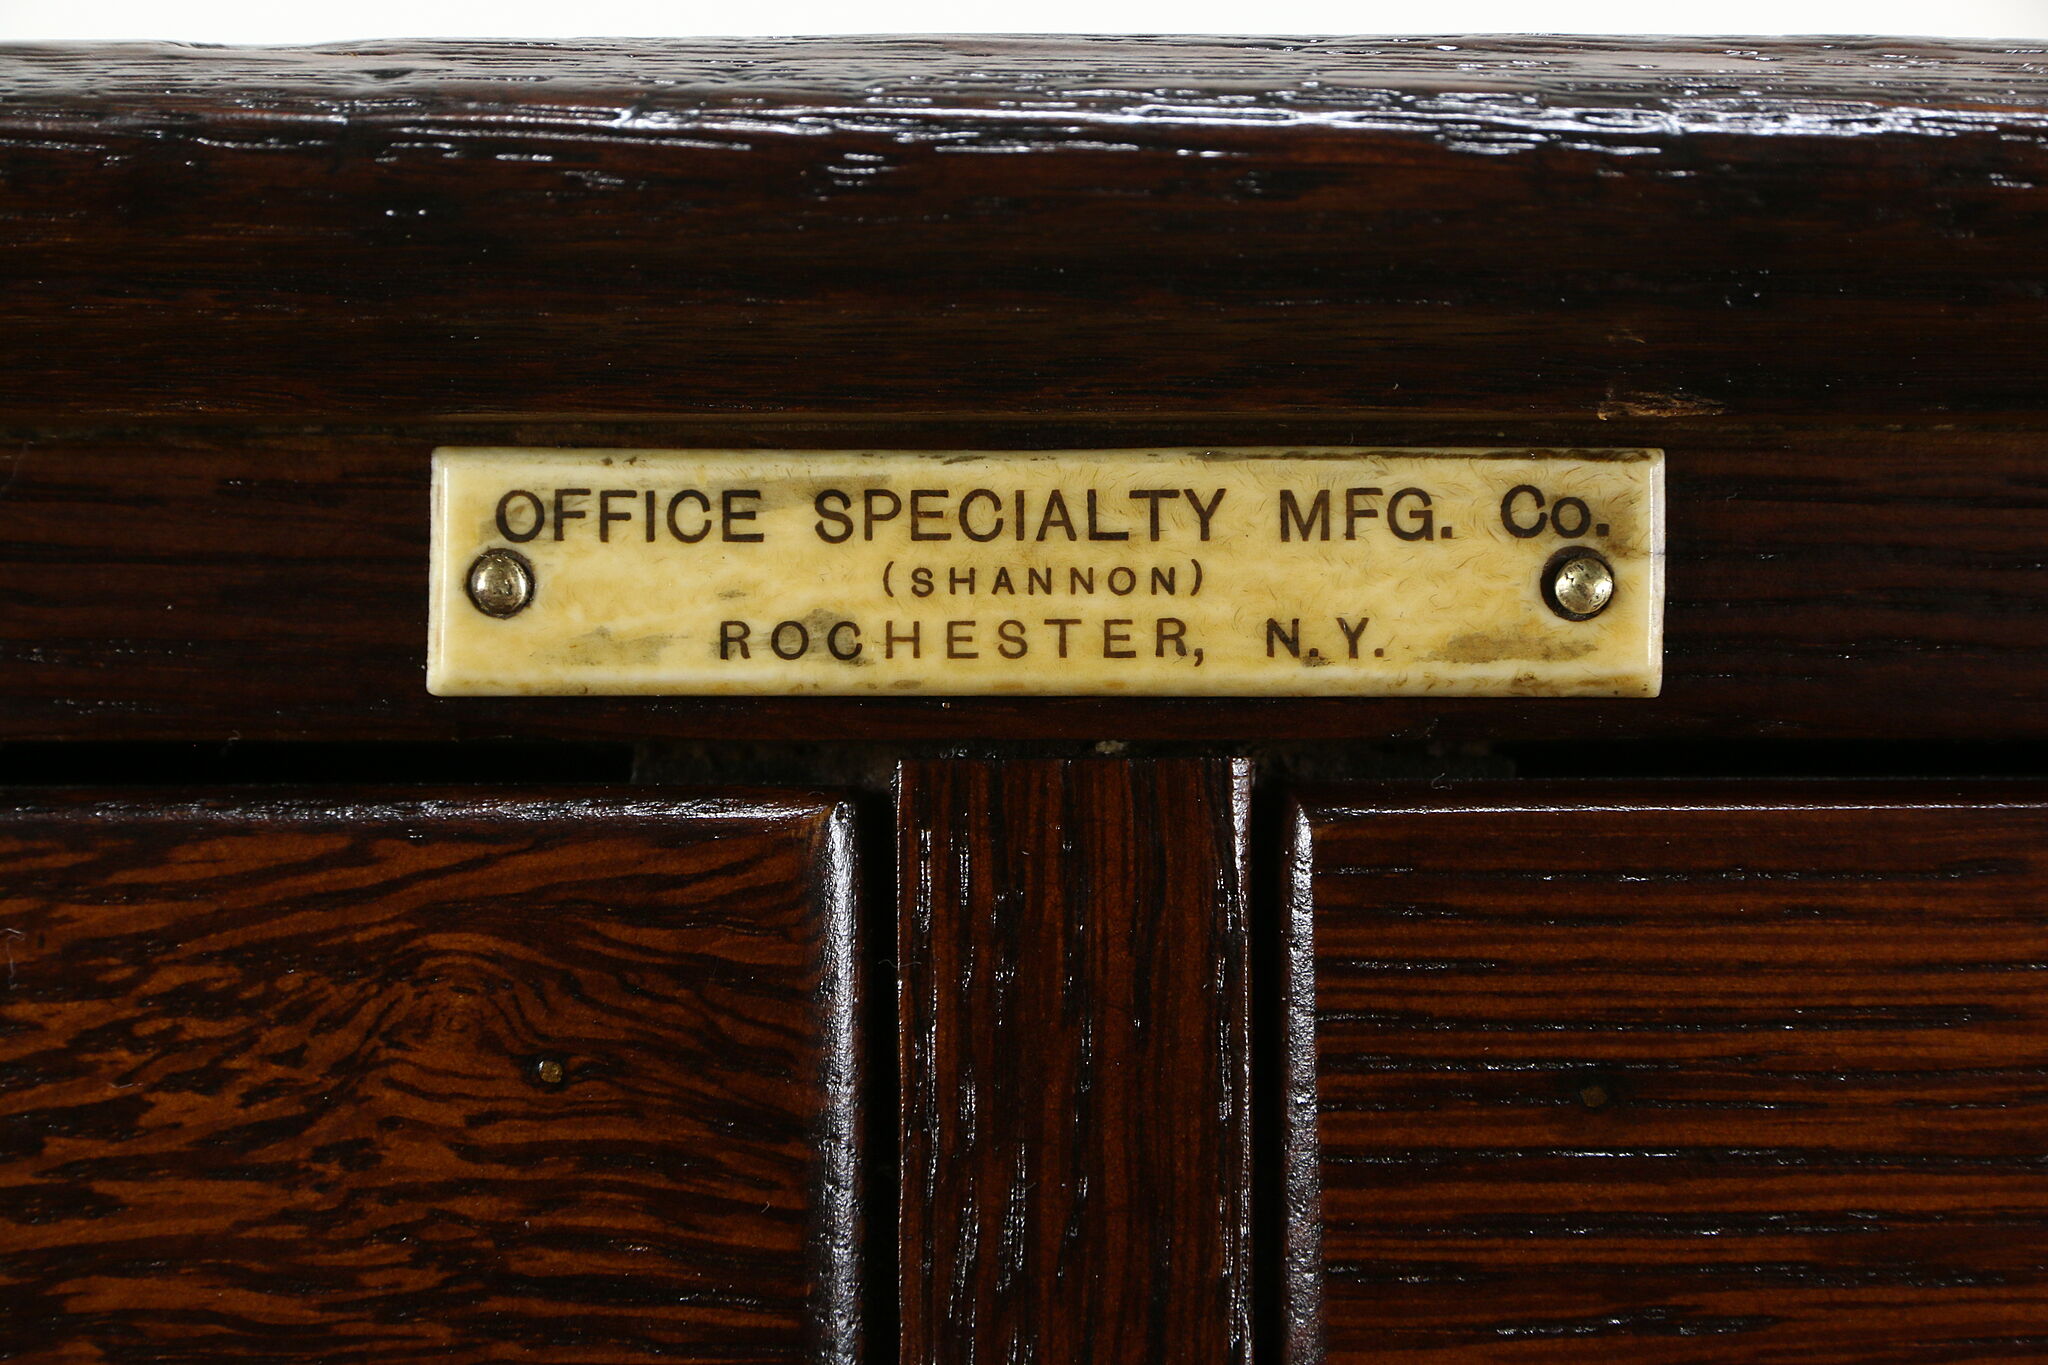 OFFICE SPECIALTY MFG. Co.
(SHANNON)
ROCHESTER, N.Y.